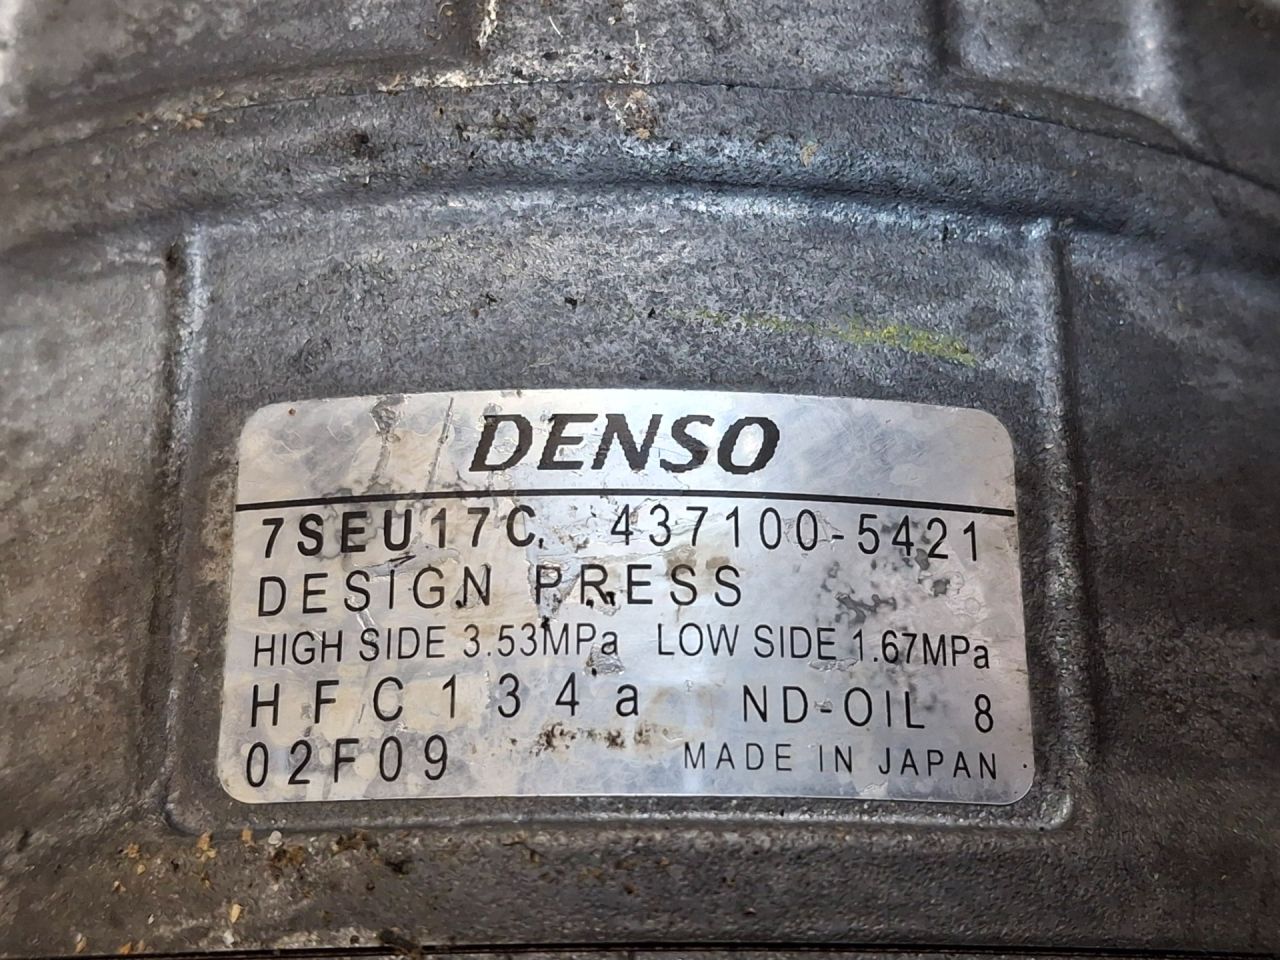 DENSO
7SEU17C 437100-5421
DESIGN PRESS
HIGH SIDE 3.53MPa LOW SIDE 1.67MPa
HFC134a ND-OIL 8
02F09 MADE IN JAPAN